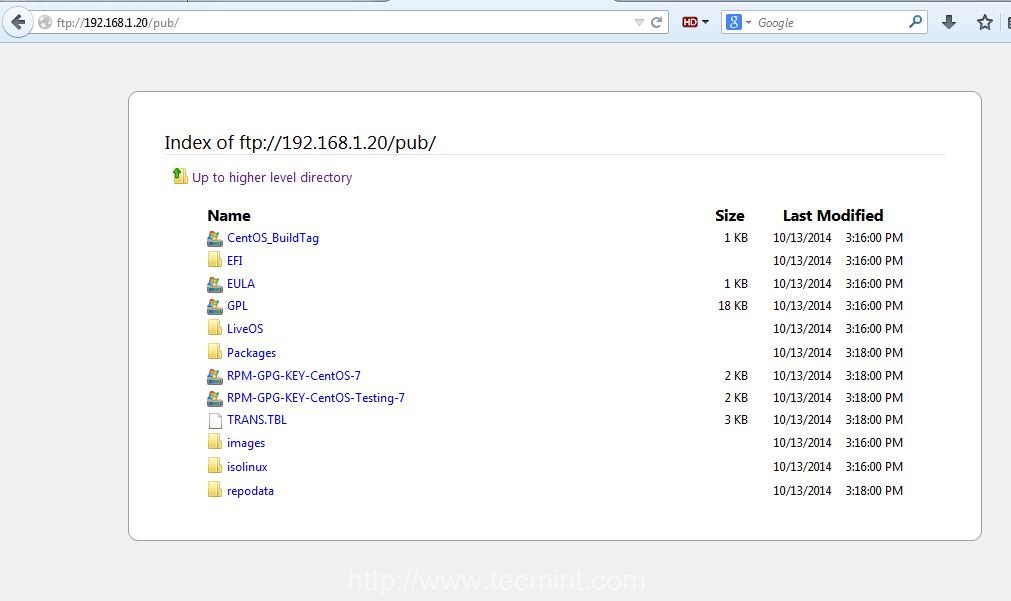 ftp://192.168.1.20/pub/ HD 8 Google
Index of ftp://192.168.1.20/pub/
Up to higher level directory
Name Size Last Modified
CentOS_BuildTag 1 KB 10/13/2014 3:16:00 PM
EFI 10/13/2014 3:16:00 PM
EULA 1 KB 10/13/2014 3:16:00 PM
GPL 18 KB 10/13/2014 3:16:00 PM
LiveOS 10/13/2014 3:16:00 PM
Packages 10/13/2014 3:18:00 PM
RPM-GPG-KEY-CentOS-7 2 KB 10/13/2014 3:18:00 PM
RPM-GPG-KEY-CentOS-Testing-7 2 KB 10/13/2014 3:18:00 PM
TRANS.TBL 3 KB 10/13/2014 3:18:00 PM
images 10/13/2014 3:16:00 PM
isolinux 10/13/2014 3:16:00 PM
repodata 10/13/2014 3:18:00 PM
http://www.tecmint.com